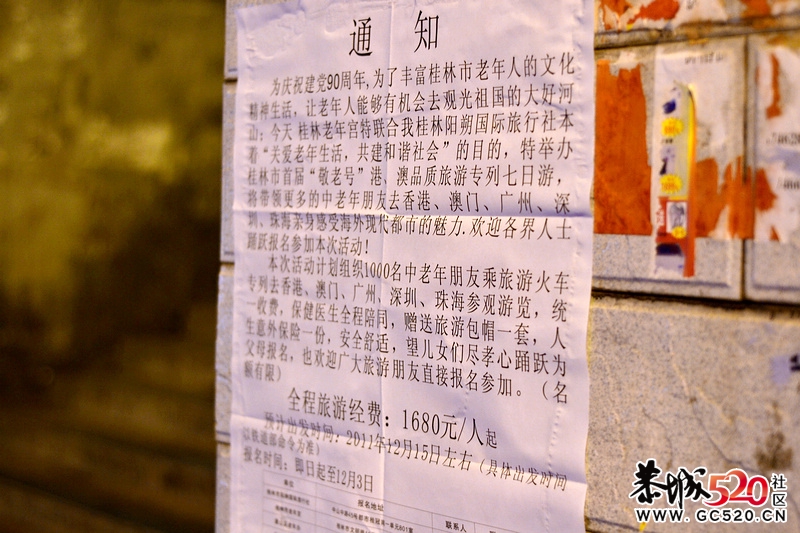 通 知
为庆祝建党90周年,为了丰富桂林市老年人的文化
精神生活，让老年人能够有机会去观光祖国的大好河
山；今天 桂林老年宫特联合我桂林阳朔国际旅行社本
着“关爱老年生活，共建和谐社会”的目的，特举办
桂林市首届“敬老号”港、澳品质旅游专列七日游，
将带领更多的中老年朋友去香港、澳门、广州、深
圳、珠海亲身感受海外现代都市的魅力.欢迎各界人士
踊跃报名参加本次活动！
本次活动计划组织1000名中老年朋友乘旅游火车
专列去香港、澳门、广州、深圳、珠海参观游览，统
一收费，保健医生全程陪同，赠送旅游包帽一套，人
生意外保险一份，安全舒适，望儿女们尽孝心踊跃为
父母报名，也欢迎广大旅游朋友直接报名参加。（名
额有限）
全程旅游经费：1680元/人起
预计出发时间：2011年12月15日左右（具体出发时间
以铁道部命令为准）
报名时间：即日起至12月3日
单位 报名地址 联系人
恭城520社区
WWW.GC520.CN